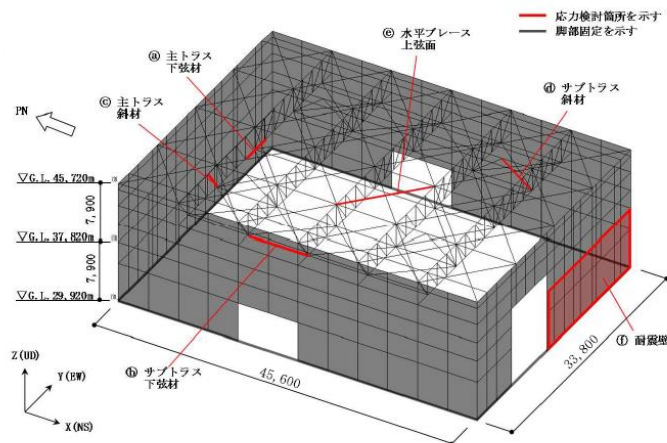 応力検討箇所を示す
脚部固定を示す
ⓔ 水平ブレース
上弦面
ⓐ 主トラス
下弦材
ⓒ 主トラス
斜材
ⓓ サブトラス
斜材
PN
▽G.L.45,720mm
7,900
▽G.L.37,820mm
7,900
▽G.L.29,920mm
Z(UD)
Y(EW)
X(NS)
ⓑ サブトラス
下弦材
45,600
33,800
ⓕ 耐震壁